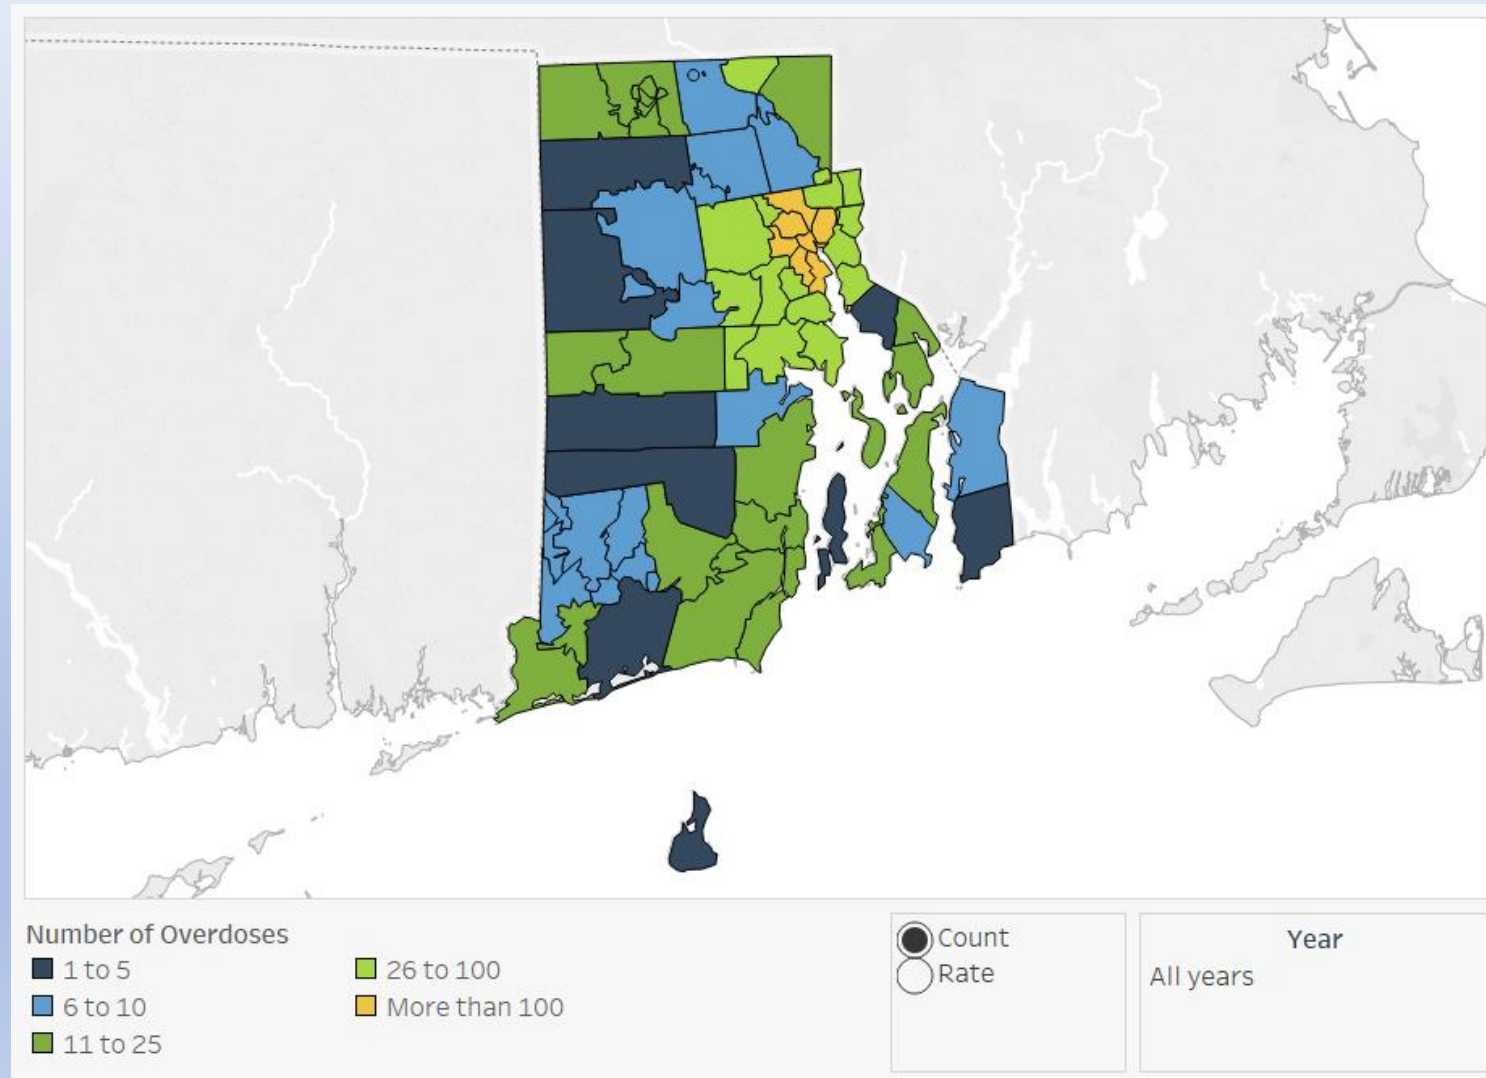 Number of Overdoses
1 to 5
6 to 10
11 to 25
26 to 100
More than 100
Count
Rate
Year
All years